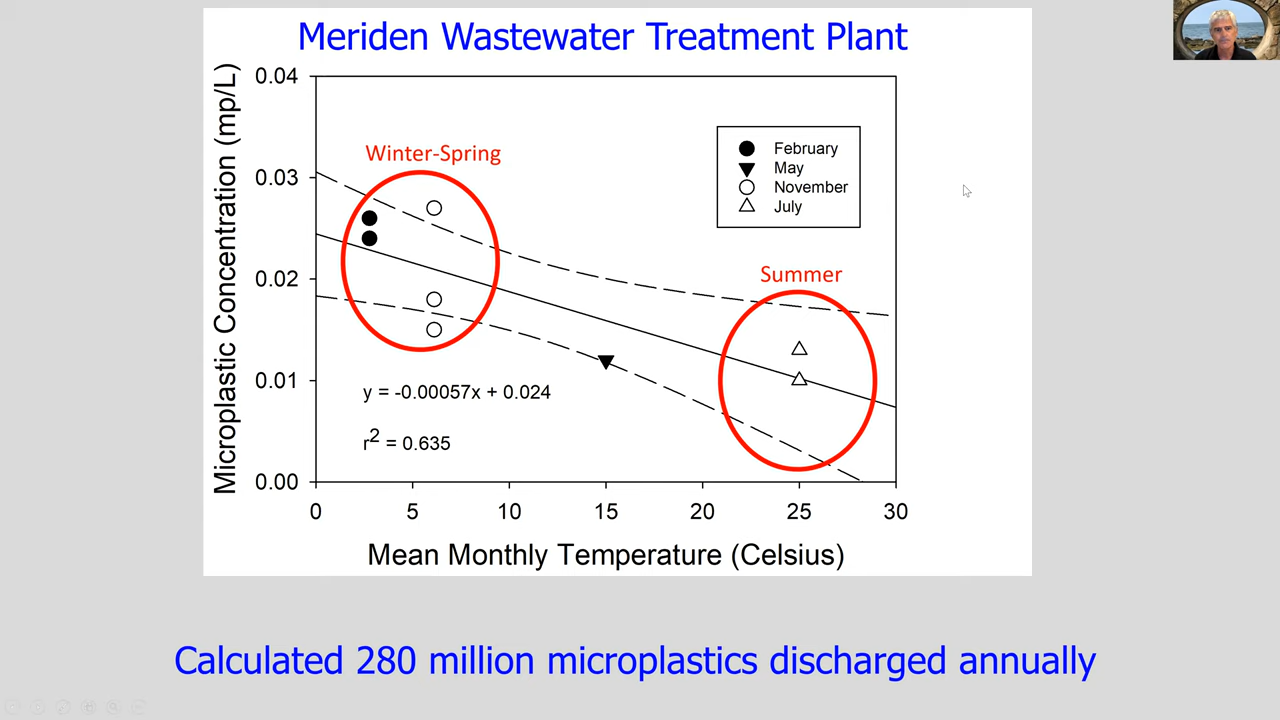 Meriden Wastewater Treatment Plant
Microplastic Concentration (mp/L)
0.04
0.03
0.02
0.01
0.00
Winter-Spring
February
May
November
July
Summer
y = -0.00057x + 0.024
r2 = 0.635
0 5 10 15 20 25 30
Mean Monthly Temperature (Celsius)
Calculated 280 million microplastics discharged annually